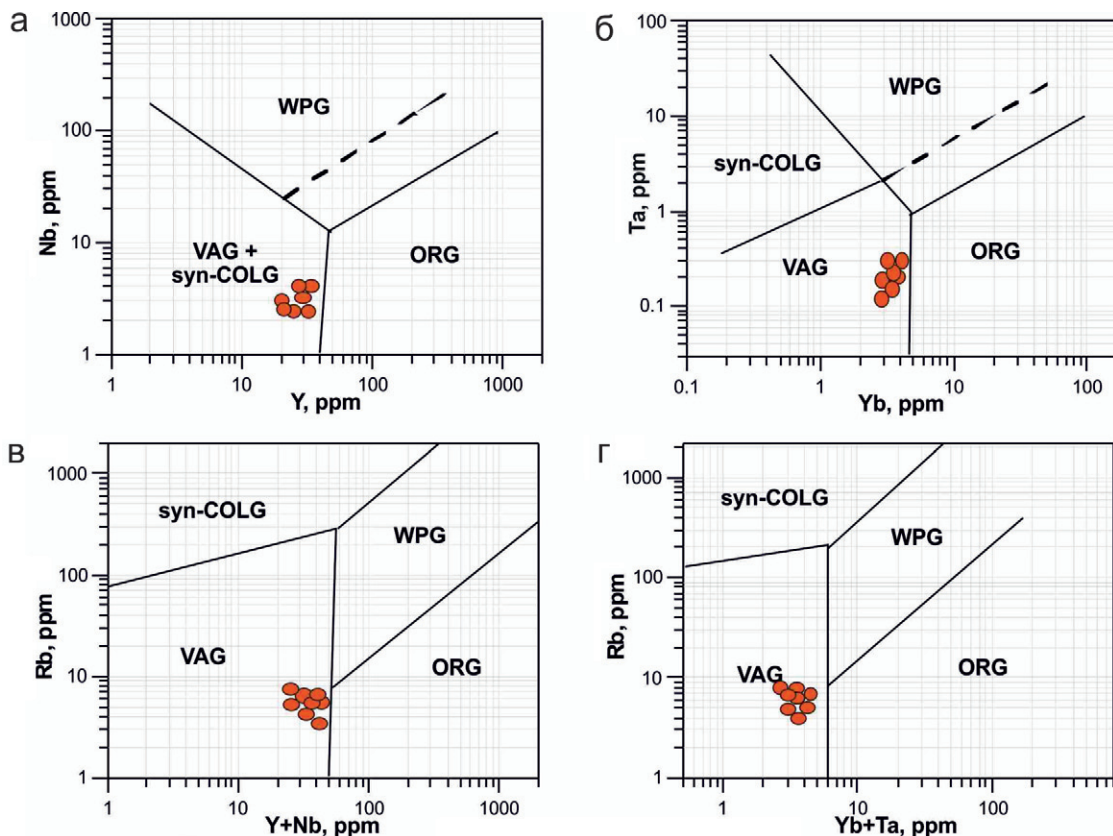 а
1000
100
10
1
Nb, ppm
WPG
VAG +
syn-COLG
ORG
1
10
100
1000
Y, ppm
б
100
10
1
0.1
Ta, ppm
WPG
syn-COLG
VAG
ORG
0.1
1
10
100
Yb, ppm
в
1000
100
10
1
Rb, ppm
syn-COLG
WPG
VAG
ORG
1
10
100
1000
Y+Nb, ppm
г
1000
100
10
1
Rb, ppm
syn-COLG
WPG
VAG
ORG
1
10
100
Yb+Ta, ppm